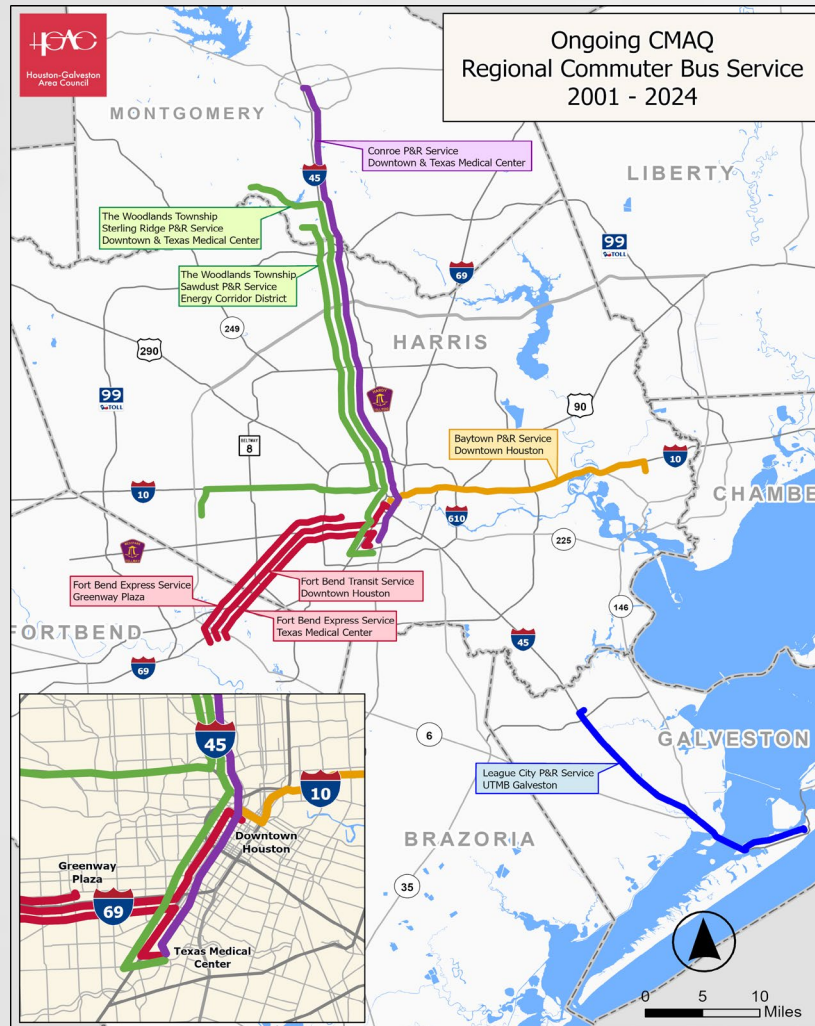 HGAC
Houston-Galveston
Area Council
Ongoing CMAQ
Regional Commuter Bus Service
2001 - 2024
MONTGOMERY
Conroe P&R Service
Downtown & Texas Medical Center
45
LIBERTY
The Woodlands Township
Sterling Ridge P&R Service
Downtown & Texas Medical Center
99
TOLL
The Woodlands Township
Sawdust P&R Service
Energy Corridor District
69
249
HARRIS
290
99
TOLL
HARDY
90
BELTWAY
8
Baytown P&R Service
Downtown Houston
10
10
CHAMBE
610
225
Fort Bend Express Service
Greenway Plaza
Fort Bend Transit Service
Downtown Houston
146
Fort Bend Express Service
Texas Medical Center
FORTBEND
45
69
6
GALVESTON
League City P&R Service
UTMB Galveston
BRAZORIA
35
45
10
Downtown
Houston
Greenway
Plaza
69
Texas Medical
Center
0 5 10
Miles